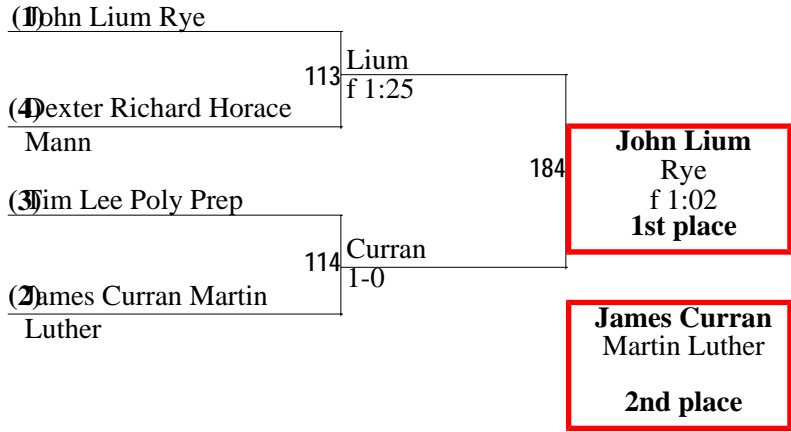 (1)John Lium Rye
113
Lium
f 1:25
(4)Dexter Richard Horace
Mann
184
John Lium
Rye
f 1:02
1st place
(3)Tim Lee Poly Prep
114
Curran
1-0
(2)James Curran Martin
Luther
James Curran
Martin Luther
2nd place